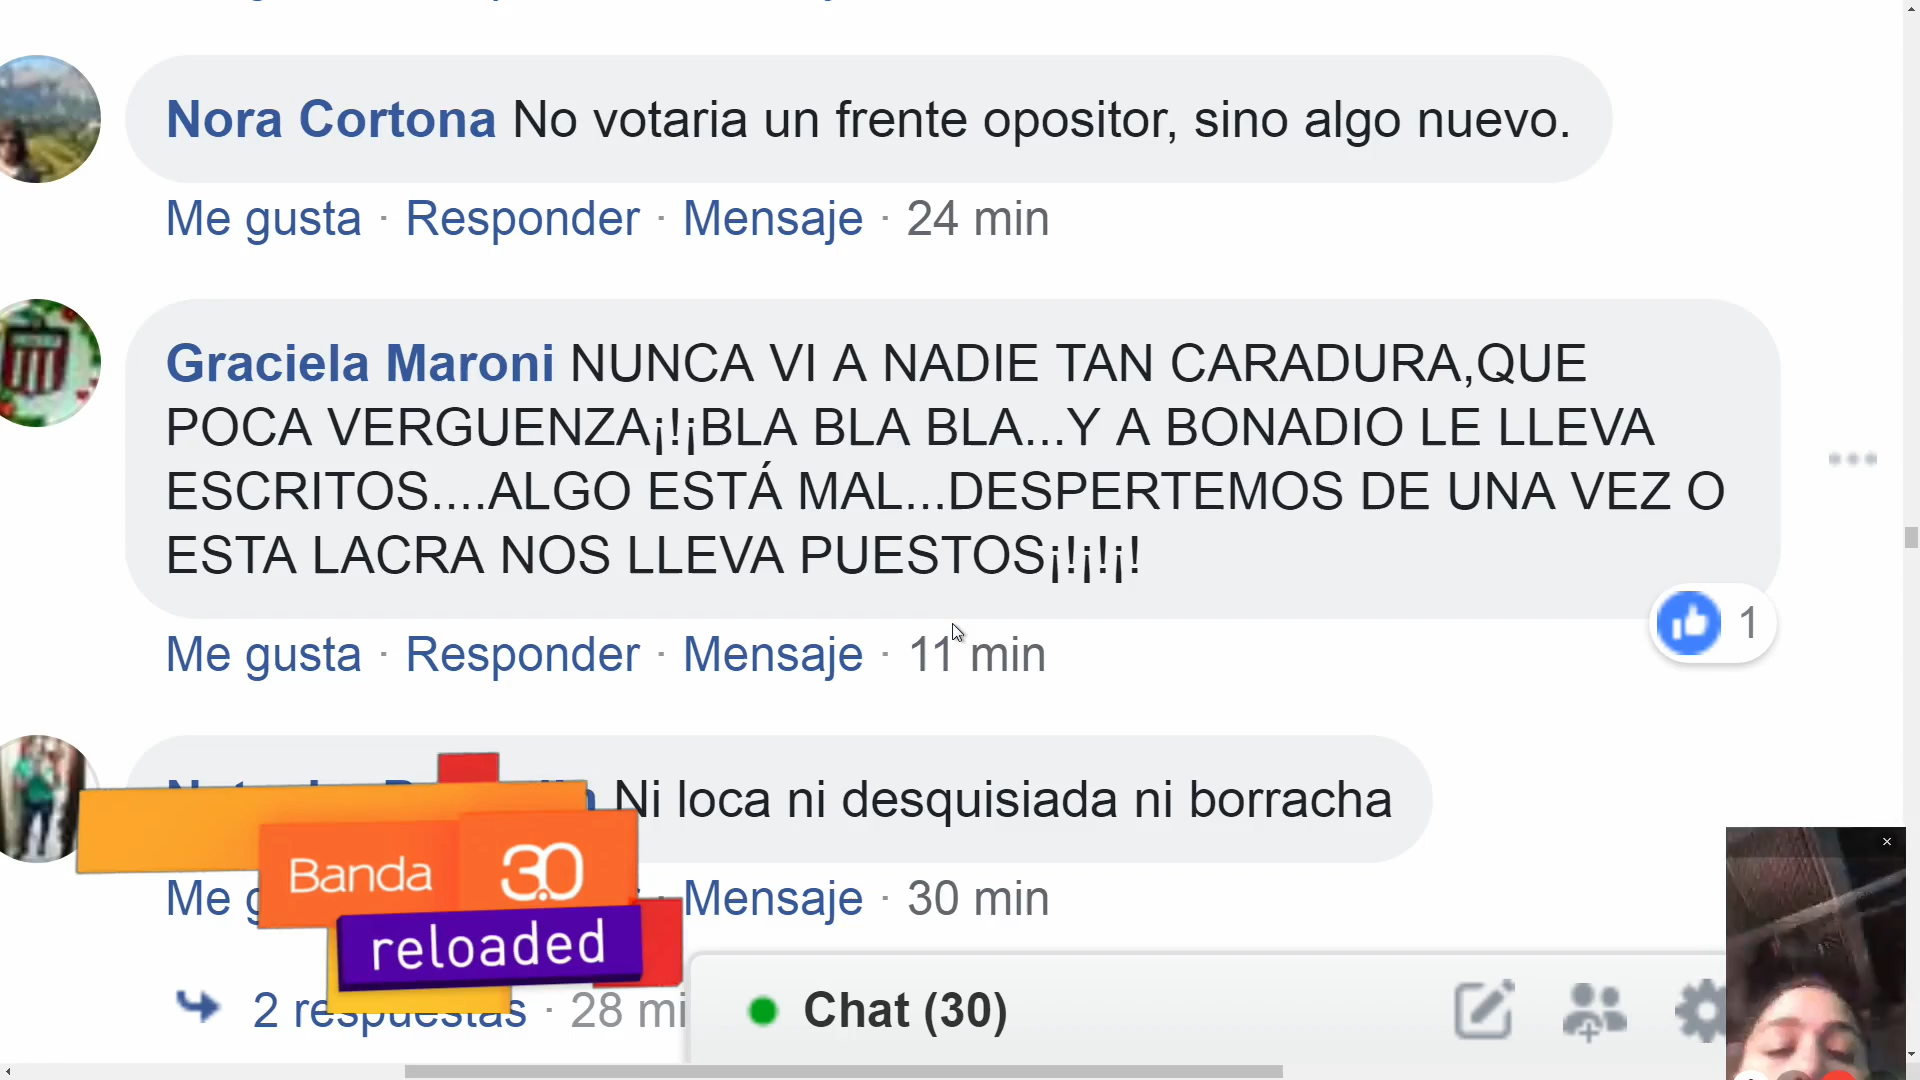 Nora Cortona No votaria un frente opositor, sino algo nuevo.
Me gusta · Responder · Mensaje · 24 min
Graciela Maroni NUNCA VI A NADIE TAN CARADURA,QUE
POCA VERGUENZA¡!¡BLA BLA BLA...Y A BONADIO LE LLEVA
ESCRITOS....ALGO ESTÁ MAL...DESPERTEMOS DE UNA VEZ O
ESTA LACRA NOS LLEVA PUESTOS¡!¡!¡!
1
Me gusta · Responder · Mensaje · 11 min
Ni loca ni desquisiada ni borracha
Banda 3.0
reloaded
Me · Mensaje · 30 min
2 respuestas · 28
Chat (30)